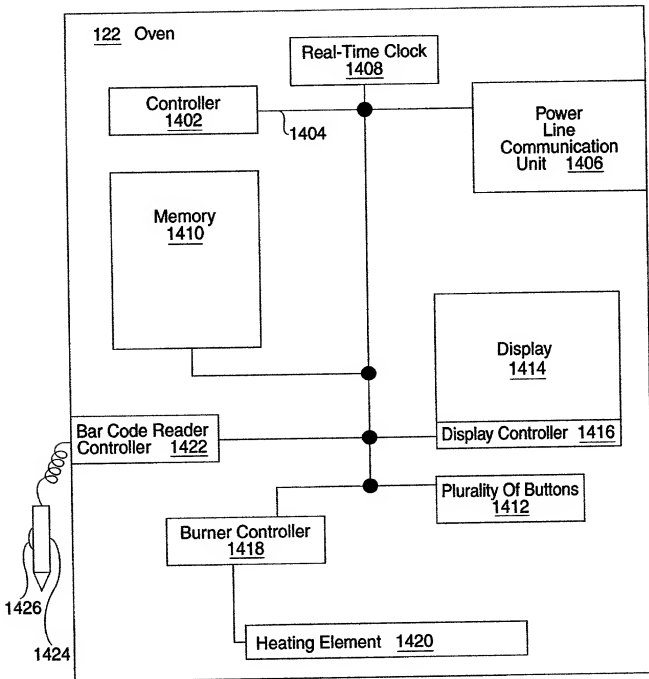 122 Oven
Real-Time Clock
1408
Controller
1402
1404
Power
Line
Communication
Unit 1406
Memory
1410
Display
1414
Bar Code Reader
Controller 1422
Display Controller 1416
Plurality Of Buttons
1412
Burner Controller
1418
1426
1424
Heating Element 1420